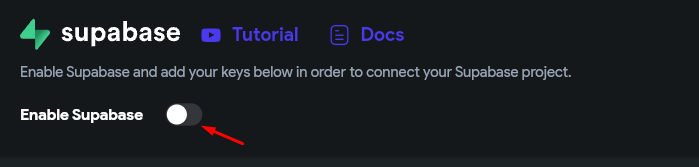 supabase Tutorial Docs
Enable Supabase and add your keys below in order to connect your Supabase project.
Enable Supabase